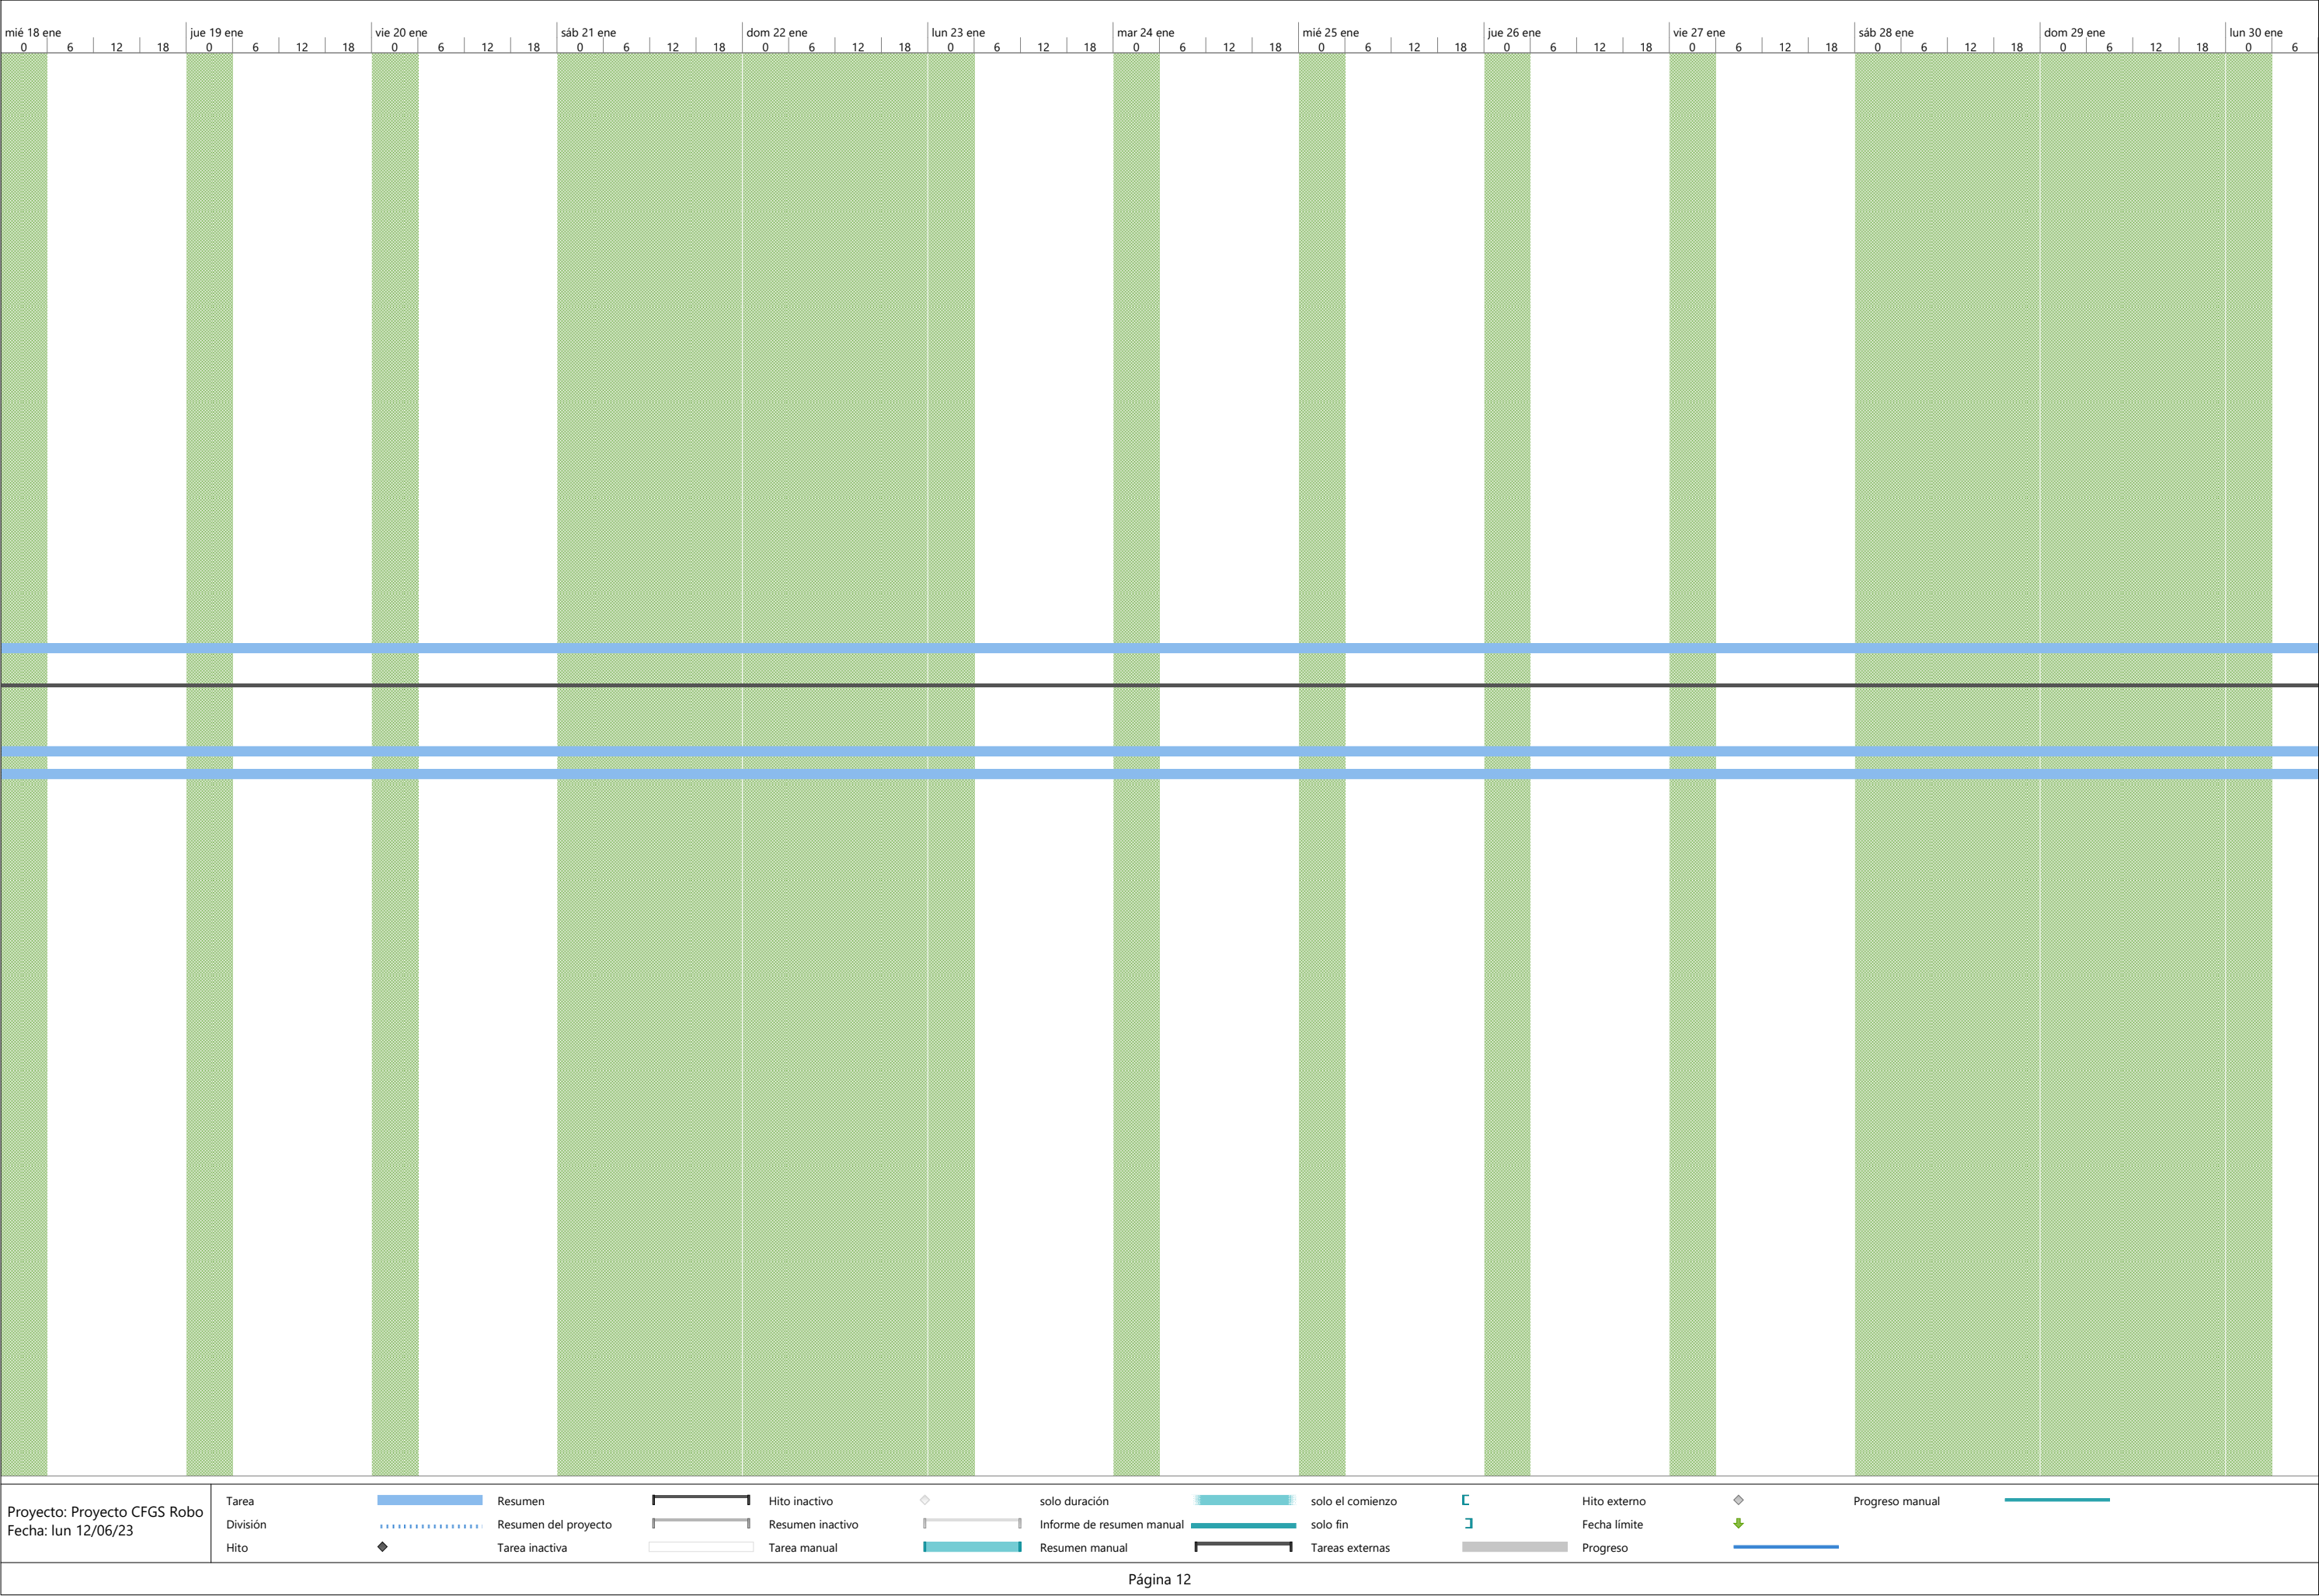 mié 18 ene jue 19 ene vie 20 ene sáb 21 ene dom 22 ene lun 23 ene mar 24 ene mié 25 ene jue 26 ene vie 27 ene sáb 28 ene dom 29 ene lun 30 ene
0 6 12 18 0 6 12 18 0 6 12 18 0 6 12 18 0 6 12 18 0 6 12 18 0 6 12 18 0 6 12 18 0 6 12 18 0 6 12 18 0 6 12 18 0 6 12 18 0 6
Proyecto: Proyecto CFGS Robo
Fecha: lun 12/06/23
Tarea
División
Hito
Resumen
Resumen del proyecto
Tarea inactiva
Hito inactivo
Resumen inactivo
Tarea manual
solo duración
Informe de resumen manual
Resumen manual
solo el comienzo
solo fin
Tareas externas
Hito externo
Fecha límite
Progreso
Progreso manual
Página 12